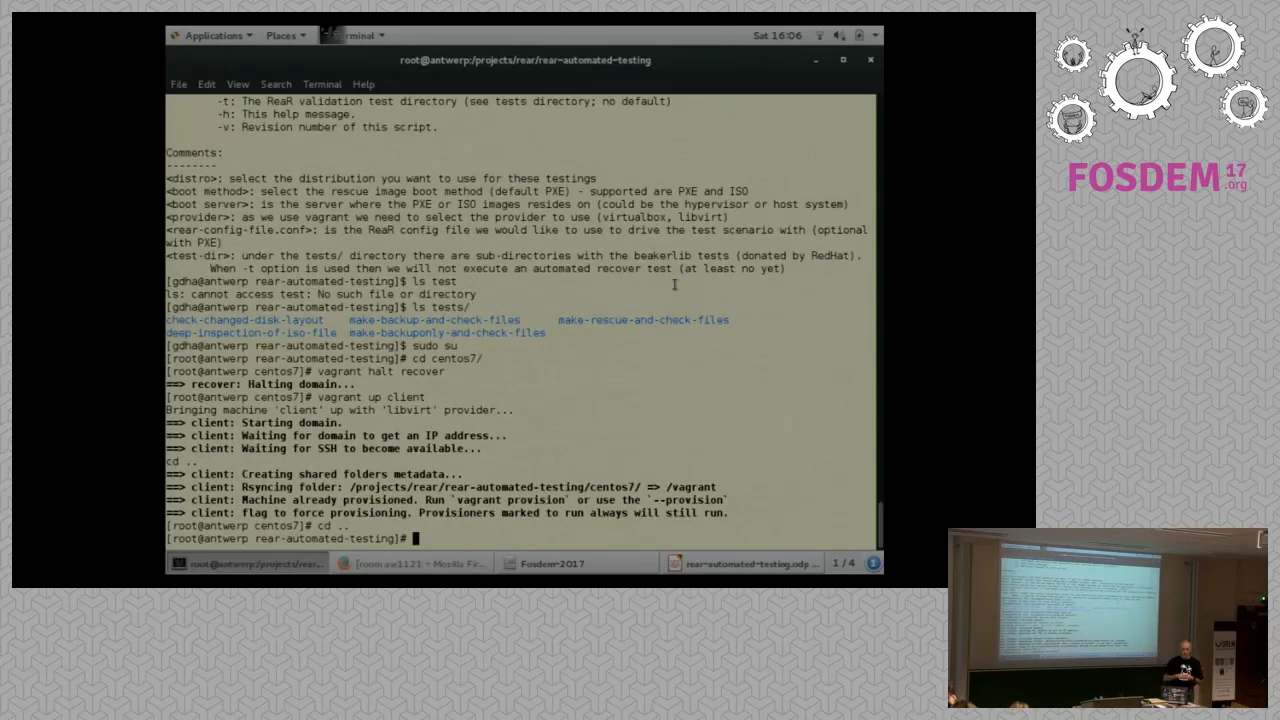 Applications Places Terminal Sat 16:06
root@antwerp:/projects/rear/rear-automated-testing
File Edit View Search Terminal Help
-t: The ReaR validation test directory (see tests directory; no default)
-h: This help message.
-v: Revision number of this script.
Comments:
---------
<distro>: select the distribution you want to use for these testings
<boot method>: select the rescue image boot method (default PXE) - supported are PXE and ISO
<boot server>: is the server where the PXE or ISO images resides on (could be the hypervisor or host system)
<provider>: as we use vagrant we need to select the provider to use (virtualbox, libvirt)
<rear-config-file.conf>: is the ReaR config file we would like to use to drive the test scenario with (optional
with PXE)
<test-dir>: under the tests/ directory there are sub-directories with the beakerlib tests (donated by RedHat).
When -t option is used then we will not execute an automated recover test (at least no yet)
[gdha@antwerp rear-automated-testing]$ ls test
ls: cannot access test: No such file or directory
[gdha@antwerp rear-automated-testing]$ ls tests/
check-changed-disk-layout make-backup-and-check-files make-rescue-and-check-files
deep-inspection-of-iso-file make-backuponly-and-check-files
[gdha@antwerp rear-automated-testing]$ sudo su
[root@antwerp rear-automated-testing]# cd centos7/
[root@antwerp centos7]# vagrant halt recover
==> recover: Halting domain...
[root@antwerp centos7]# vagrant up client
Bringing machine 'client' up with 'libvirt' provider...
==> client: Starting domain.
==> client: Waiting for domain to get an IP address...
==> client: Waiting for SSH to become available...
cd ..
==> client: Creating shared folders metadata...
==> client: Rsyncing folder: /projects/rear/rear-automated-testing/centos7/ => /vagrant
==> client: Machine already provisioned. Run `vagrant provision` or use the `--provision`
==> client: flag to force provisioning. Provisioners marked to run always will still run.
[root@antwerp centos7]# cd ..
[root@antwerp rear-automated-testing]#
root@antwerp:/projects/rear... [room aw1121 - Mozilla Fir... Fosdem-2017 rear-automated-testing.odp ... 1 / 4
FOSDEM 17
.org